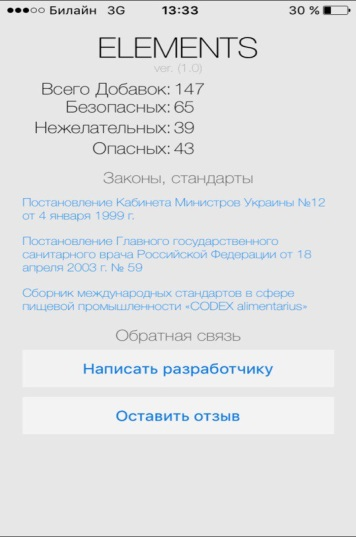 Билайн 3G 13:33 30 %
ELEMENTS
ver. (1.0)
Всего Добавок: 147
Безопасных: 65
Нежелательных: 39
Опасных: 43
Законы, стандарты
Постановление Кабинета Министров Украины №12
от 4 января 1999 г.
Постановление Главного государственного
санитарного врача Российской Федерации от 18
апреля 2003 г. № 59
Сборник международных стандартов в сфере
пищевой промышленности «CODEX alimentarius»
Обратная связь
Написать разработчику
Оставить отзыв